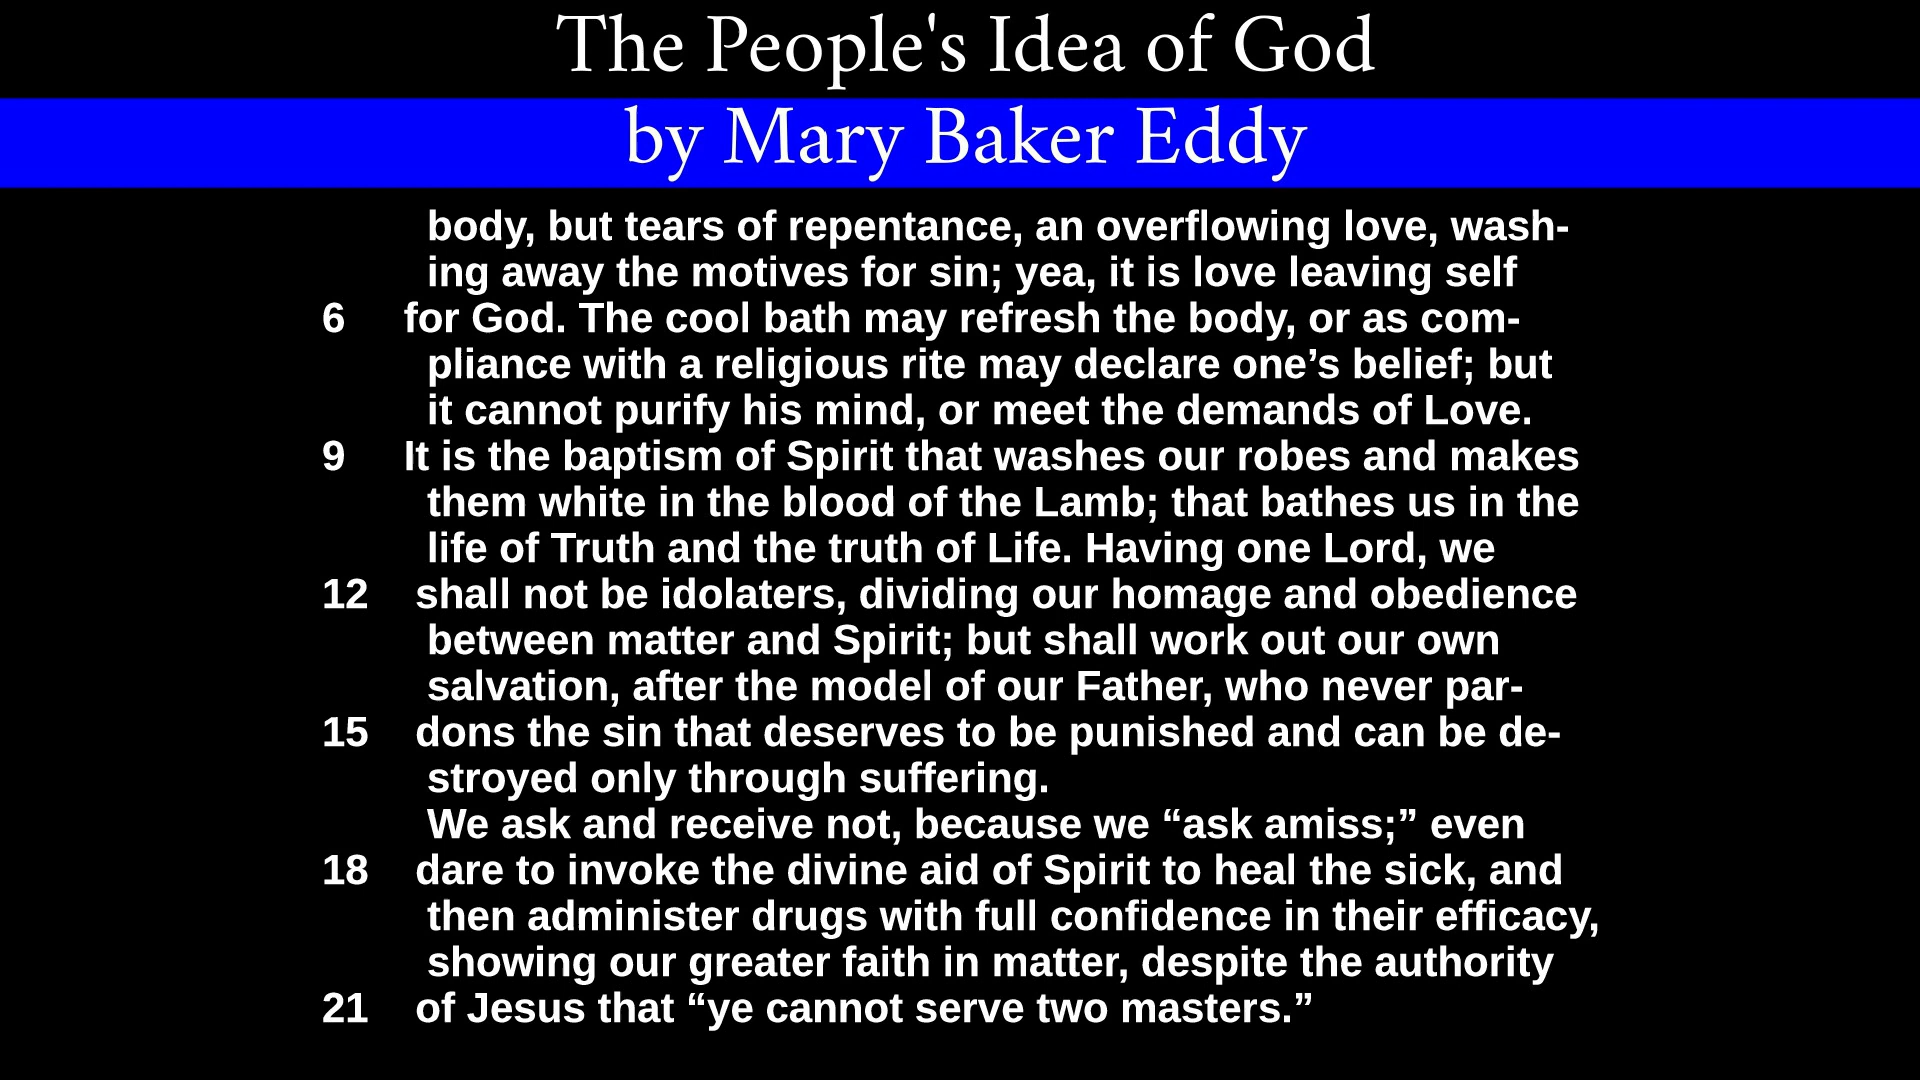 The People's Idea of God
by Mary Baker Eddy
body, but tears of repentance, an overflowing love, wash-
ing away the motives for sin; yea, it is love leaving self
6 for God. The cool bath may refresh the body, or as com-
pliance with a religious rite may declare one’s belief; but
it cannot purify his mind, or meet the demands of Love.
9 It is the baptism of Spirit that washes our robes and makes
them white in the blood of the Lamb; that bathes us in the
life of Truth and the truth of Life. Having one Lord, we
12 shall not be idolaters, dividing our homage and obedience
between matter and Spirit; but shall work out our own
salvation, after the model of our Father, who never par-
15 dons the sin that deserves to be punished and can be de-
stroyed only through suffering.
We ask and receive not, because we “ask amiss;” even
18 dare to invoke the divine aid of Spirit to heal the sick, and
then administer drugs with full confidence in their efficacy,
showing our greater faith in matter, despite the authority
21 of Jesus that “ye cannot serve two masters.”